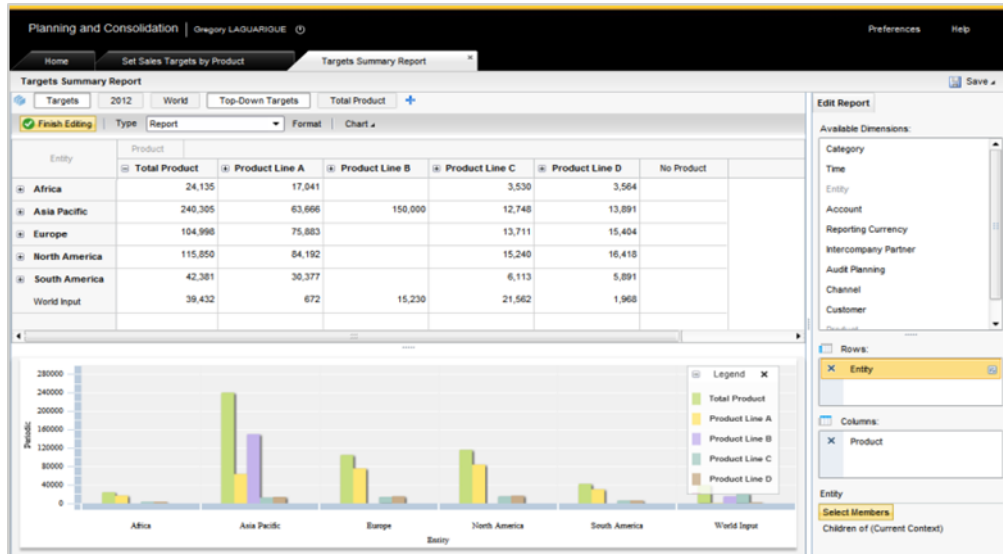 Planning and Consolidation | Gregory LAGUARIGUE Preferences Help
Home Set Sales Targets by Product Targets Summary Report ×
Targets Summary Report Save
Targets 2012 World Top-Down Targets Total Product + Edit Report
Finish Editing Type Report Format Chart
Available Dimensions:
Category
Time
Entity
Account
Reporting Currency
Intercompany Partner
Audit Planning
Channel
Customer
Product
Entity Product
Total Product Product Line A Product Line B Product Line C Product Line D No Product
Africa 24,135 17,041 3,530 3,564
Asia Pacific 240,305 63,666 150,000 12,748 13,891
Europe 104,998 75,883 13,711 15,404
North America 115,850 84,192 15,240 16,418
South America 42,381 30,377 6,113 5,891
World Input 39,432 672 15,230 21,562 1,968
Rows:
× Entity
Columns:
× Product
Entity
Select Members
Children of (Current Context)
280000
240000
200000
160000
120000
80000
40000
0
Periodic
Legend ×
Total Product
Product Line A
Product Line B
Product Line C
Product Line D
Africa Asia Pacific Europe North America South America World Input
Entity